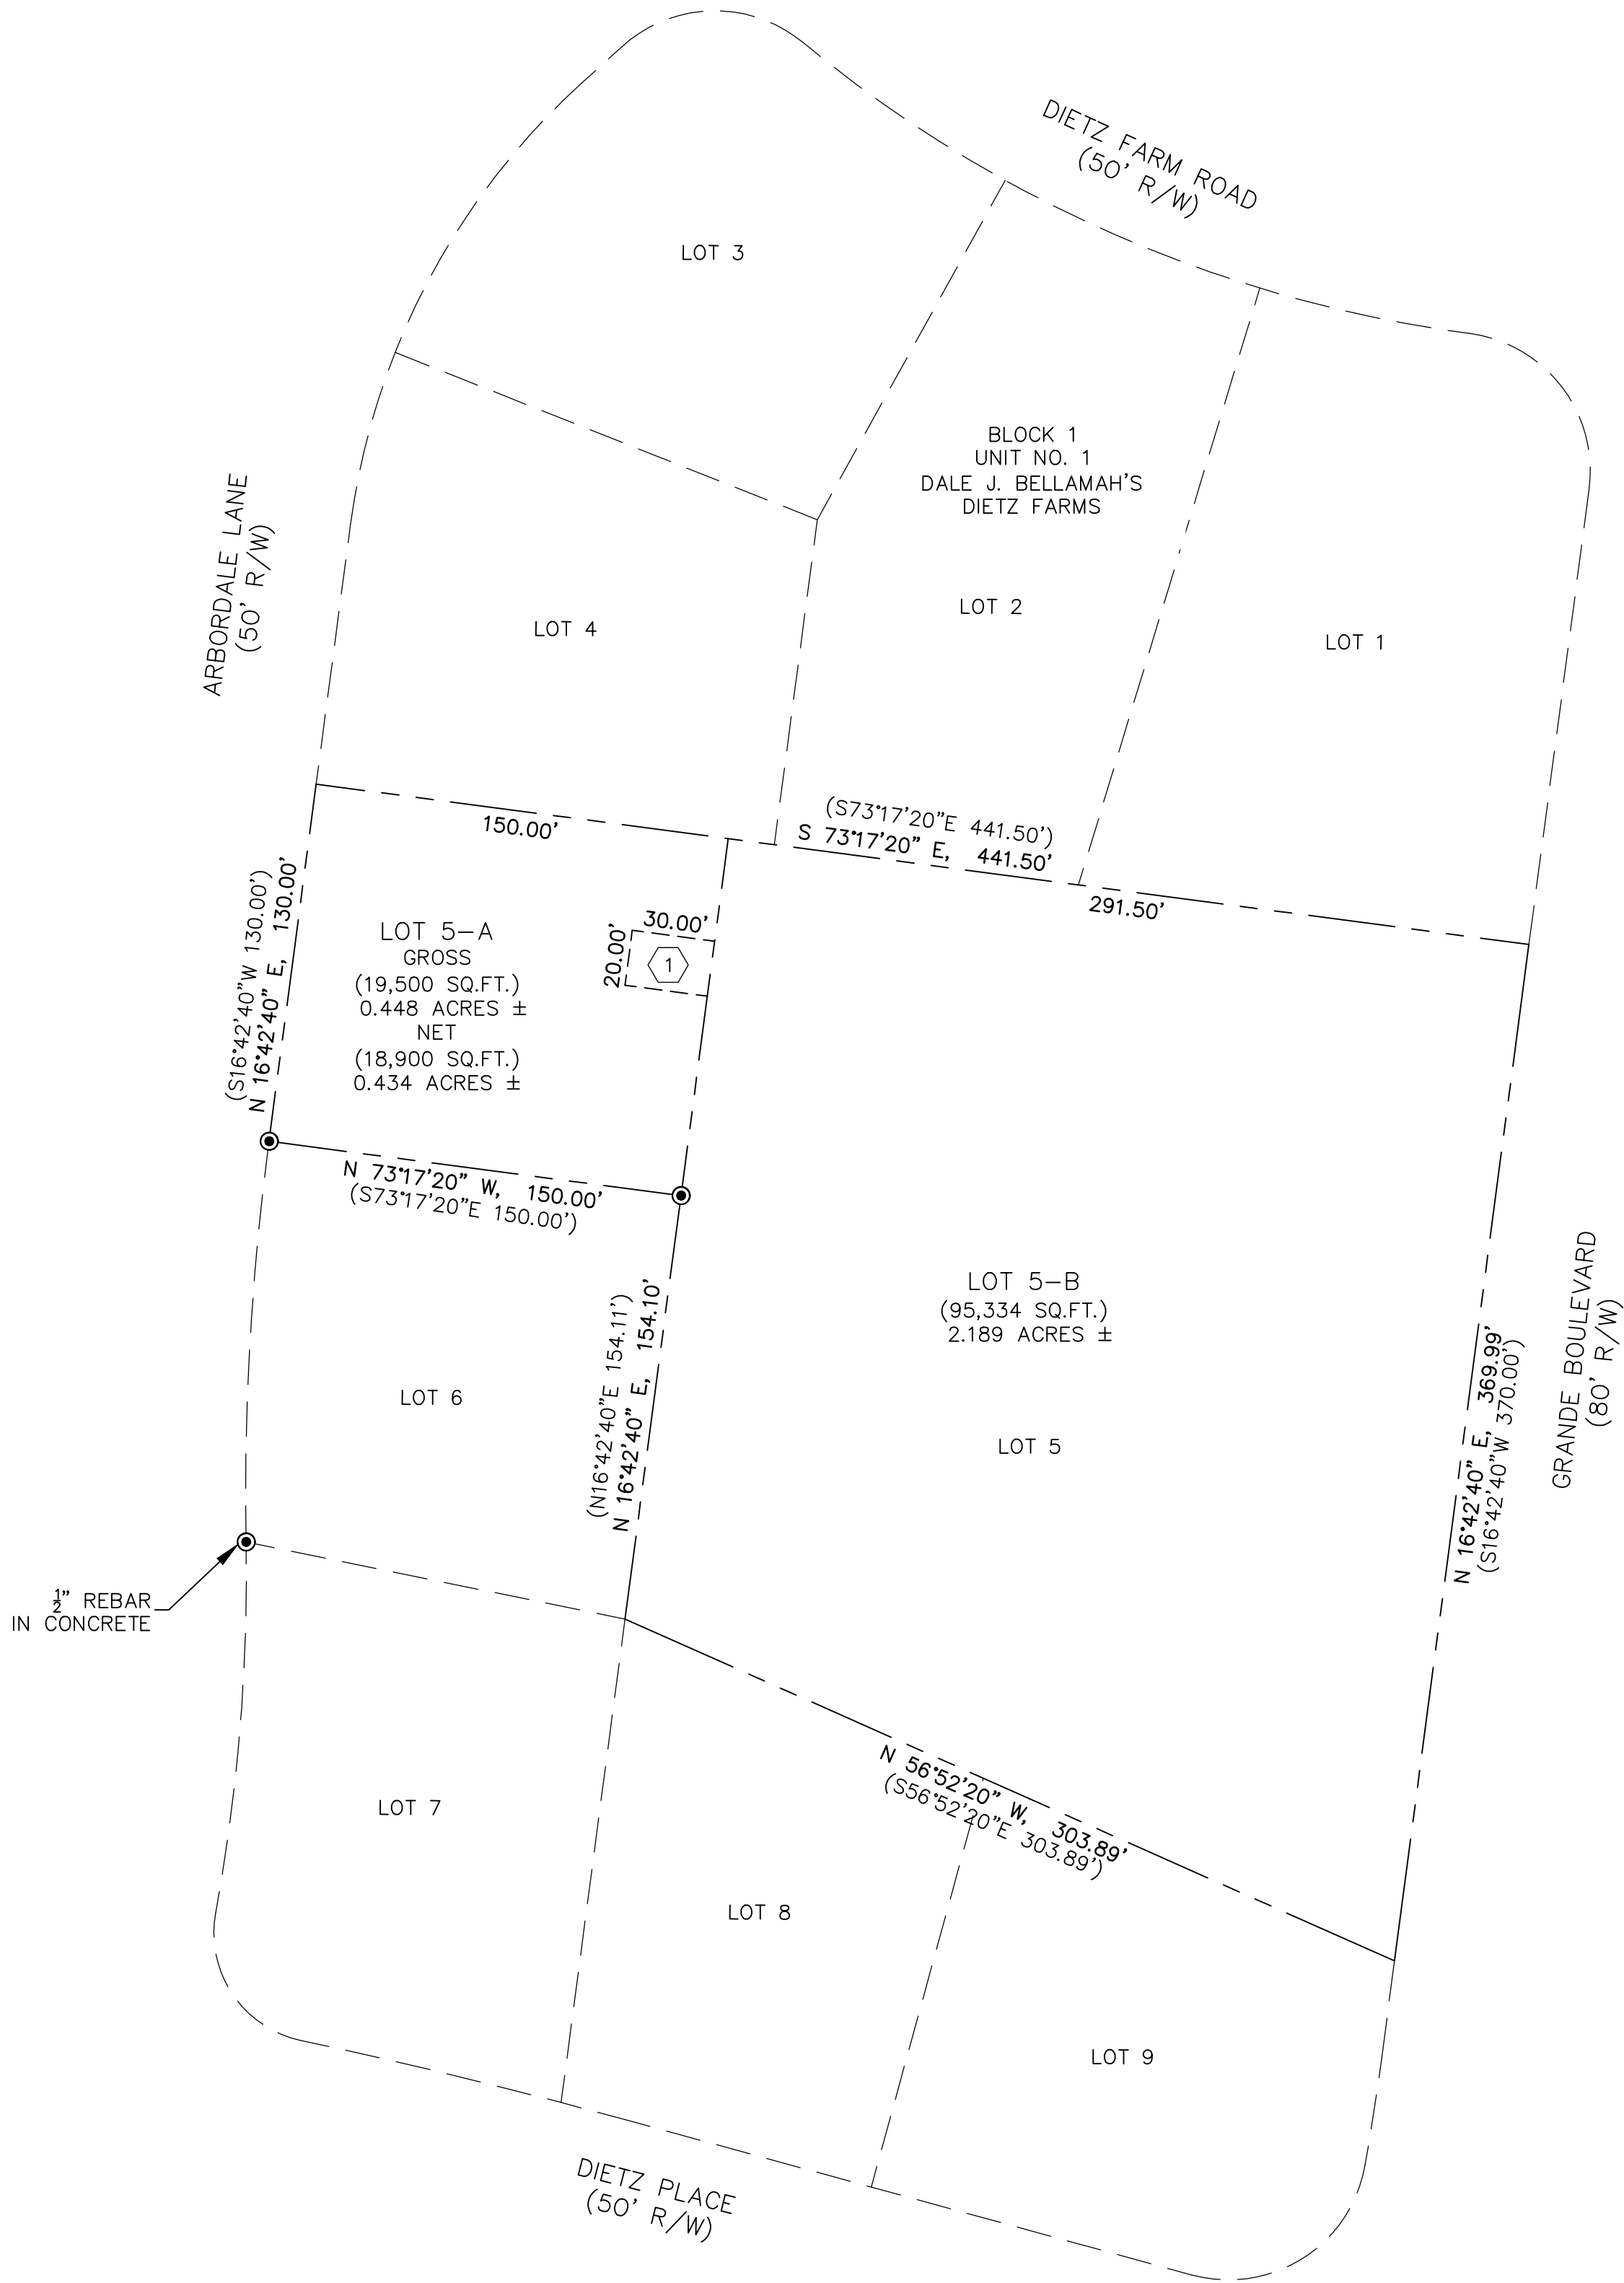 DIETZ FARM ROAD
(50' R/W)
LOT 3
BLOCK 1
UNIT NO. 1
DALE J. BELLAMAH'S
DIETZ FARMS
ARBORDALE LANE
(50' R/W)
LOT 4
LOT 2
LOT 1
(S73°17'20"E 441.50')
S 73°17'20" E, 441.50'
150.00'
291.50'
(S16°42'40"W 130.00')
N 16°42'40" E, 130.00'
LOT 5-A
GROSS
(19,500 SQ.FT.)
0.448 ACRES ±
NET
(18,900 SQ.FT.)
0.434 ACRES ±
30.00'
20.00'
1
N 73°17'20" W, 150.00'
(S73°17'20"E 150.00')
LOT 5-B
(95,334 SQ.FT.)
2.189 ACRES ±
(N16°42'40"E 154.11')
N 16°42'40" E, 154.10'
LOT 6
LOT 5
N 16°42'40" E, 369.99'
(S16°42'40"W 370.00')
GRANDE BOULEVARD
(80' R/W)
½" REBAR
IN CONCRETE
N 56°52'20" W, 303.89'
(S56°52'20"E 303.89')
LOT 7
LOT 8
LOT 9
DIETZ PLACE
(50' R/W)